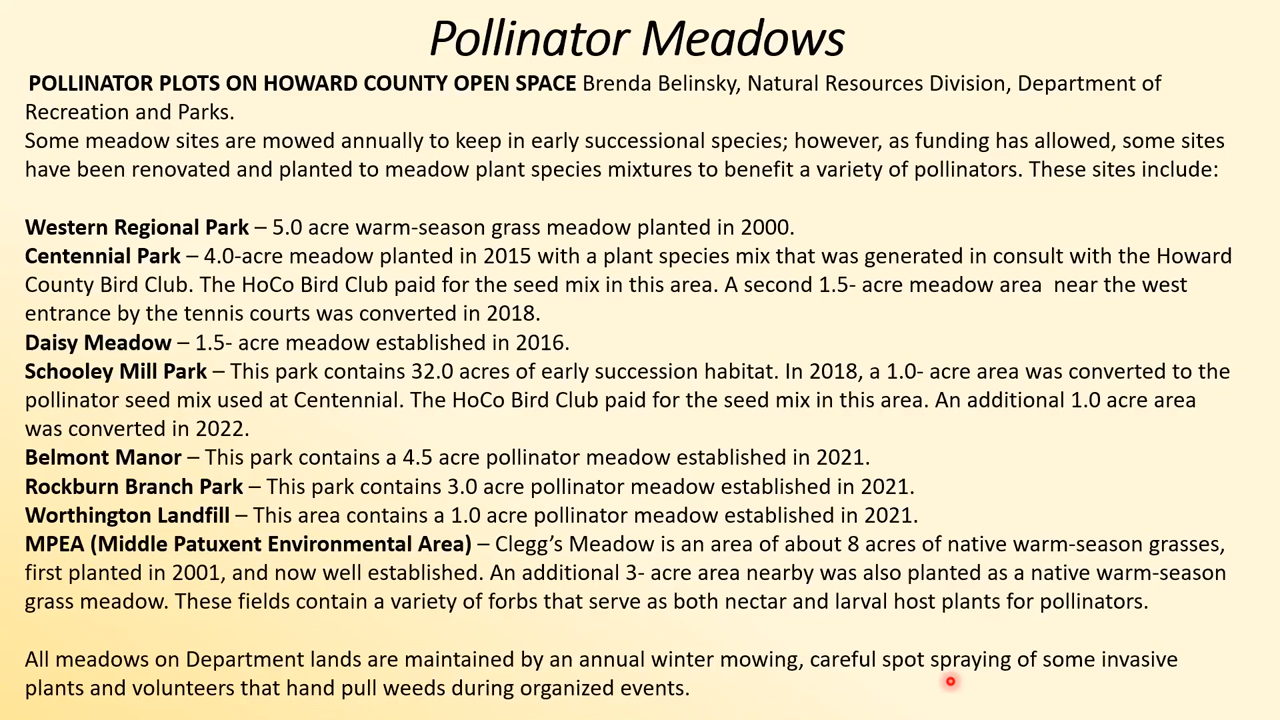 Pollinator Meadows
POLLINATOR PLOTS ON HOWARD COUNTY OPEN SPACE Brenda Belinsky, Natural Resources Division, Department of
Recreation and Parks.
Some meadow sites are mowed annually to keep in early successional species; however, as funding has allowed, some sites
have been renovated and planted to meadow plant species mixtures to benefit a variety of pollinators. These sites include:
Western Regional Park – 5.0 acre warm-season grass meadow planted in 2000.
Centennial Park – 4.0-acre meadow planted in 2015 with a plant species mix that was generated in consult with the Howard
County Bird Club. The HoCo Bird Club paid for the seed mix in this area. A second 1.5- acre meadow area near the west
entrance by the tennis courts was converted in 2018.
Daisy Meadow – 1.5- acre meadow established in 2016.
Schooley Mill Park – This park contains 32.0 acres of early succession habitat. In 2018, a 1.0- acre area was converted to the
pollinator seed mix used at Centennial. The HoCo Bird Club paid for the seed mix in this area. An additional 1.0 acre area
was converted in 2022.
Belmont Manor – This park contains a 4.5 acre pollinator meadow established in 2021.
Rockburn Branch Park – This park contains 3.0 acre pollinator meadow established in 2021.
Worthington Landfill – This area contains a 1.0 acre pollinator meadow established in 2021.
MPEA (Middle Patuxent Environmental Area) – Clegg’s Meadow is an area of about 8 acres of native warm-season grasses,
first planted in 2001, and now well established. An additional 3- acre area nearby was also planted as a native warm-season
grass meadow. These fields contain a variety of forbs that serve as both nectar and larval host plants for pollinators.
All meadows on Department lands are maintained by an annual winter mowing, careful spot spraying of some invasive
plants and volunteers that hand pull weeds during organized events.